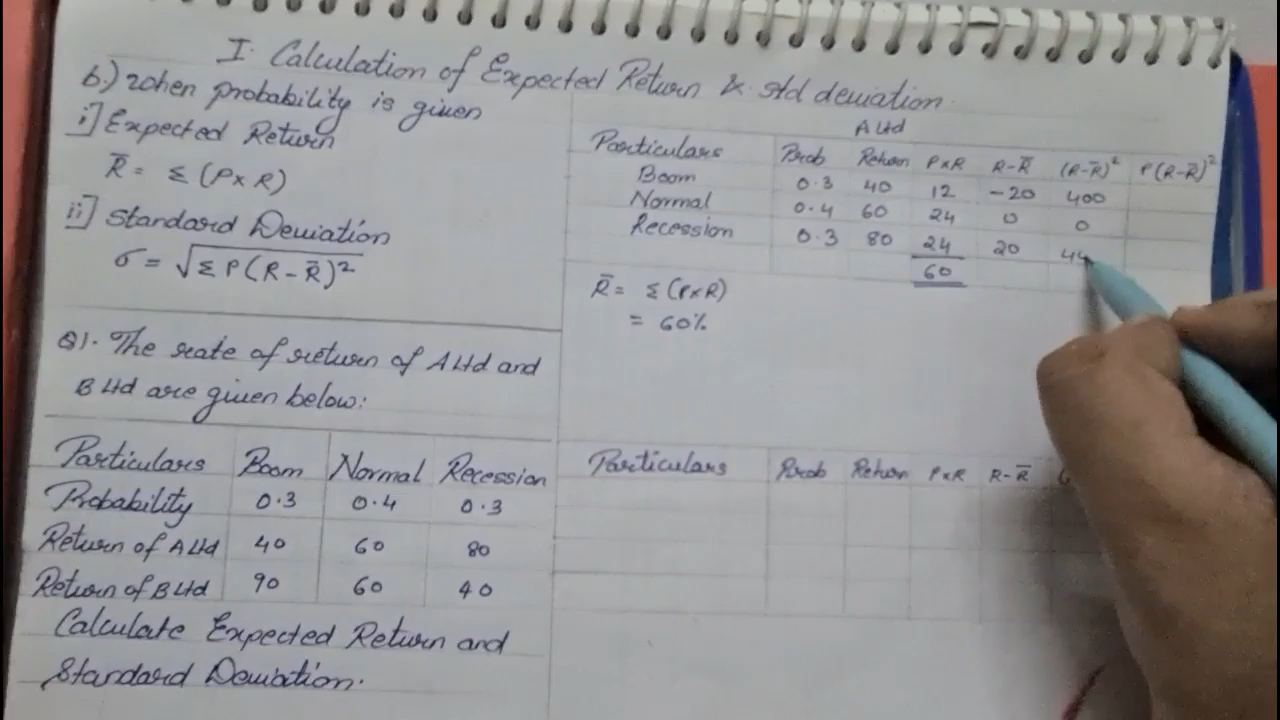 I. Calculation of Expected Return & std deviation.
b.) when probability is given
i] Expected Return
R̄ = Σ (P×R)
ii] Standard Deviation
σ = √Σ P(R-R̄)²
Q1. The rate of return of A Ltd and
B Ltd are given below:
Particulars Boom Normal Recession
Probability 0.3 0.4 0.3
Return of A Ltd 40 60 80
Return of B Ltd 90 60 40
Calculate Expected Return and
Standard Deviation.
A Ltd
Particulars Prob Return P×R R-R̄ (R-R̄)² P(R-R̄)²
Boom 0.3 40 12 -20 400
Normal 0.4 60 24 0 0
Recession 0.3 80 24 20
60
R̄ = Σ (P×R)
= 60%
Particulars Prob Return P×R R-R̄